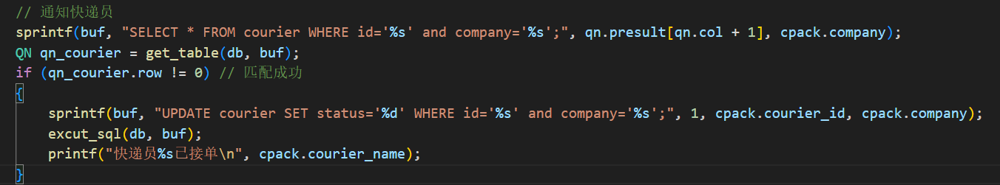 // 通知快递员
sprintf(buf, "SELECT * FROM courier WHERE id='%s' and company='%s';", qn.presult[qn.col + 1], cpack.company);
QN qn_courier = get_table(db, buf);
if (qn_courier.row != 0) // 匹配成功
{
    sprintf(buf, "UPDATE courier SET status='%d' WHERE id='%s' and company='%s';", 1, cpack.courier_id, cpack.company);
    excut_sql(db, buf);
    printf("快递员%s已接单\n", cpack.courier_name);
}